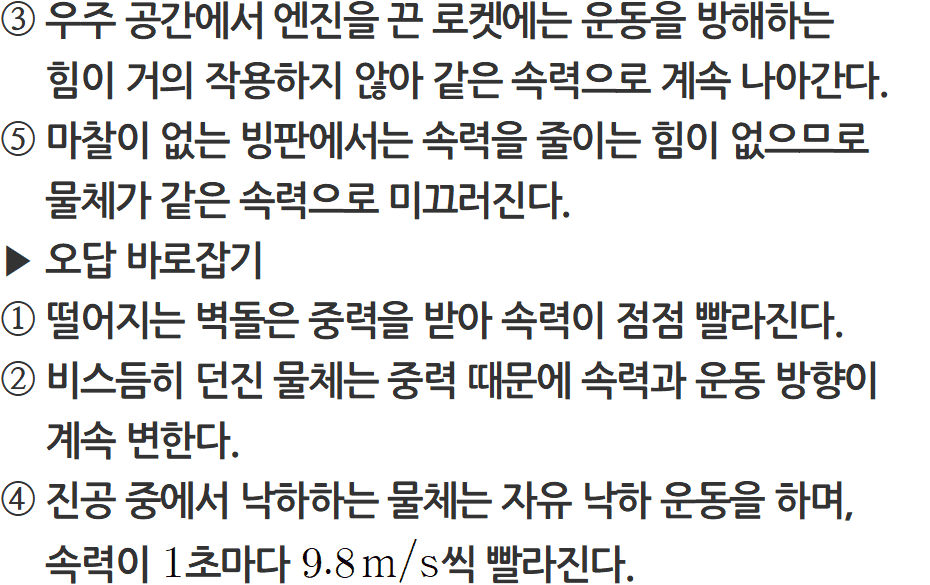 ③ 우주 공간에서 엔진을 끈 로켓에는 운동을 방해하는
힘이 거의 작용하지 않아 같은 속력으로 계속 나아간다.
⑤ 마찰이 없는 빙판에서는 속력을 줄이는 힘이 없으므로
물체가 같은 속력으로 미끄러진다.
▶ 오답 바로잡기
① 떨어지는 벽돌은 중력을 받아 속력이 점점 빨라진다.
② 비스듬히 던진 물체는 중력 때문에 속력과 운동 방향이
계속 변한다.
④ 진공 중에서 낙하하는 물체는 자유 낙하 운동을 하며,
속력이 1초마다 9.8m/s씩 빨라진다.